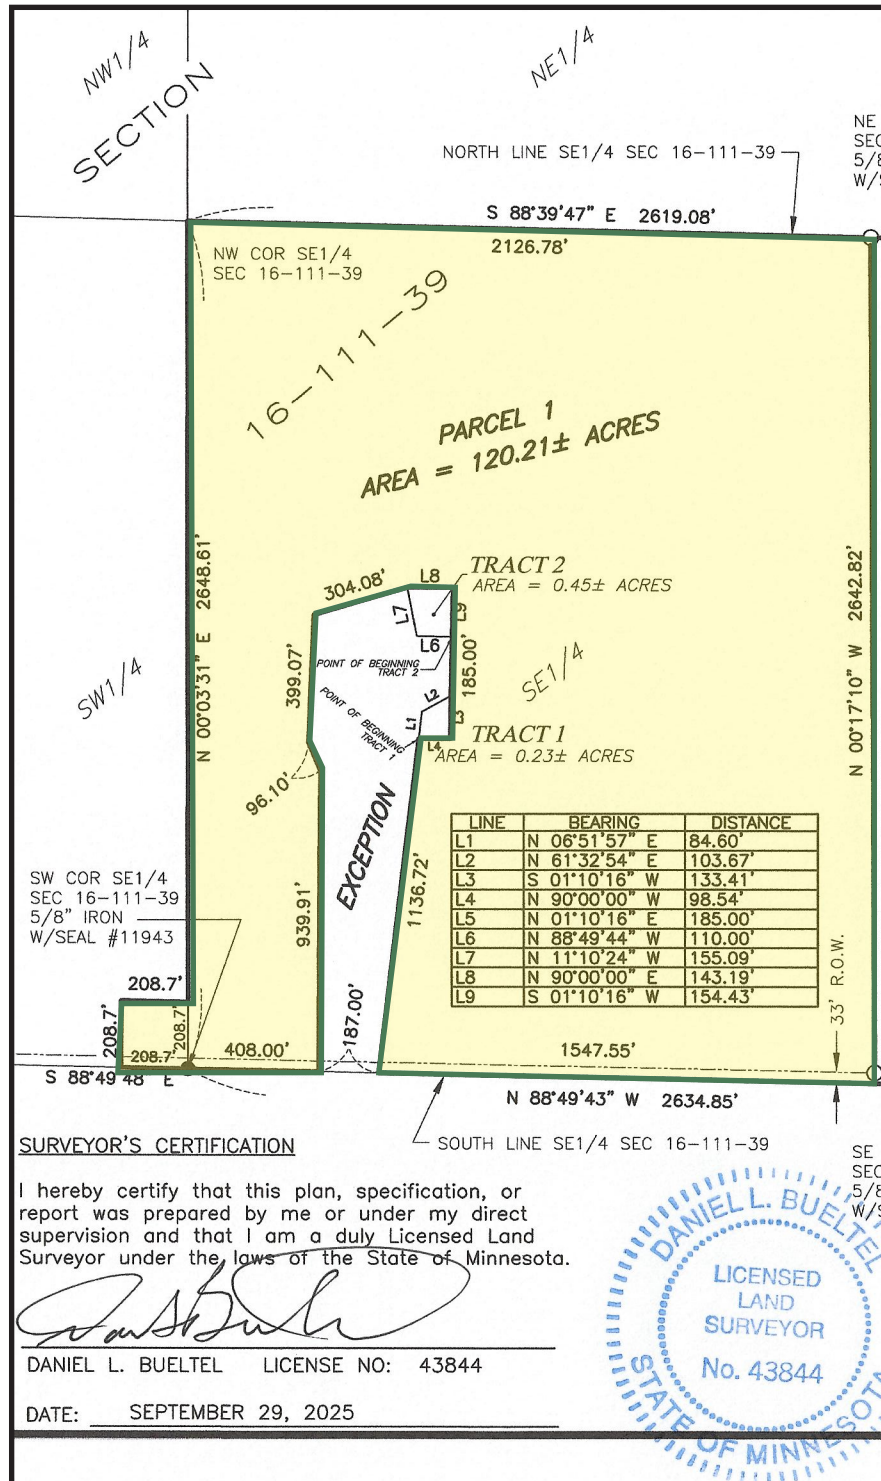 NW1/4
SECTION
NE1/4
NE
SEC
5/8
NORTH LINE SE1/4 SEC 16-111-39
S 88°39'47" E 2619.08'
2126.78'
NW COR SE1/4
SEC 16-111-39
16-111-39
PARCEL 1
AREA = 120.21± ACRES
N 00°03'31" E 2648.61'
N 00°17'10" W 2642.82'
304.08'
L8
TRACT 2
AREA = 0.45± ACRES
L7
L9
L6
399.07'
POINT OF BEGINNING
TRACT 2
185.00'
SE1/4
SW1/4
POINT OF BEGINNING
TRACT 1
L2
L1
L3
L4
TRACT 1
AREA = 0.23± ACRES
96.10'
EXCEPTION
LINE BEARING DISTANCE
L1 N 06°51'57" E 84.60'
L2 N 61°32'54" E 103.67'
L3 S 01°10'16" W 133.41'
L4 N 90°00'00" W 98.54'
L5 N 01°10'16" E 185.00'
L6 N 88°49'44" W 110.00'
L7 N 11°10'24" W 155.09'
L8 N 90°00'00" E 143.19'
L9 S 01°10'16" W 154.43'
SW COR SE1/4
SEC 16-111-39
5/8" IRON
W/SEAL #11943
939.91'
1136.72'
33' R.O.W.
208.7'
208.7'
208.7'
208.7'
408.00'
187.00'
1547.55'
S 88°49'48" E
N 88°49'43" W 2634.85'
SOUTH LINE SE1/4 SEC 16-111-39
SE
SEC
5/8
SURVEYOR'S CERTIFICATION
I hereby certify that this plan, specification, or
report was prepared by me or under my direct
supervision and that I am a duly Licensed Land
Surveyor under the laws of the State of Minnesota.
DANIEL L. BUELTEL LICENSE NO: 43844
DATE: SEPTEMBER 29, 2025
DANIEL L. BUELTEL
LICENSED
LAND
SURVEYOR
No. 43844
STATE OF MINNESOTA